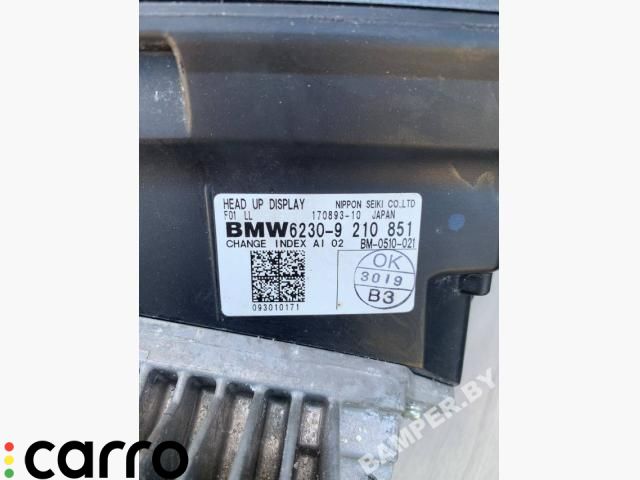 HEAD UP DISPLAY NIPPON SEIKI CO.,LTD
F01 LL 170893-10 JAPAN
BMW6230-9 210 851
CHANGE INDEX AI 02 BM-0510-021
OK
3019
B3
093010171
carro
BAMPER.BY